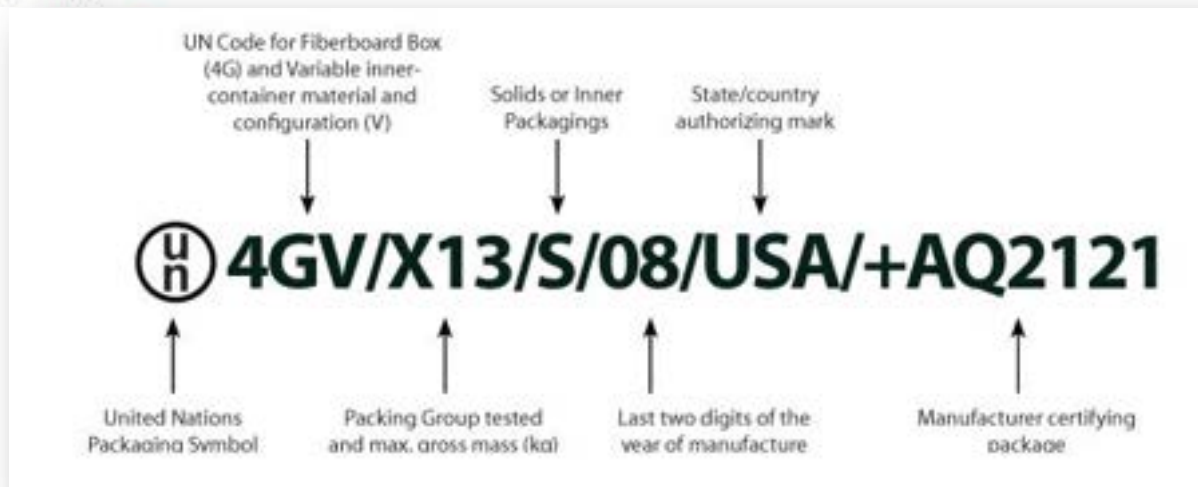 UN Code for Fiberboard Box
(4G) and Variable inner-
container material and
configuration (V)
Solids or Inner
Packagings
State/country
authorizing mark
un 4GV/X13/S/08/USA/+AQ2121
United Nations
Packaging Symbol
Packing Group tested
and max. gross mass (kg)
Last two digits of the
year of manufacture
Manufacturer certifying
package